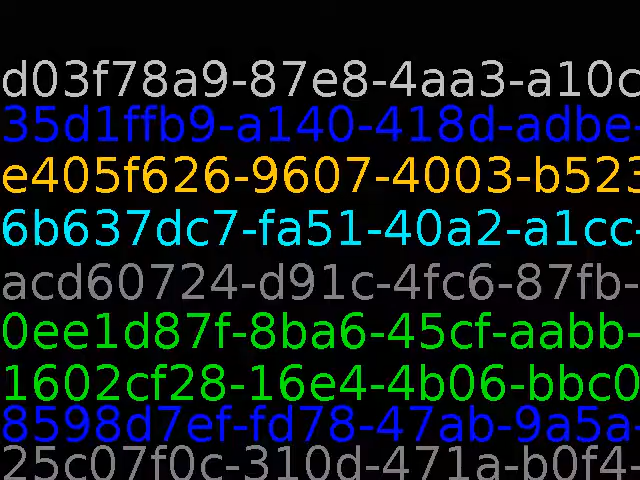 d03f78a9-87e8-4aa3-a10c
35d1ffb9-a140-418d-adbe-
e405f626-9607-4003-b523
6b637dc7-fa51-40a2-a1cc-
acd60724-d91c-4fc6-87fb-
0ee1d87f-8ba6-45cf-aabb-
1602cf28-16e4-4b06-bbc0
8598d7ef-fd78-47ab-9a5a-
25c07f0c-310d-471a-b0f4-